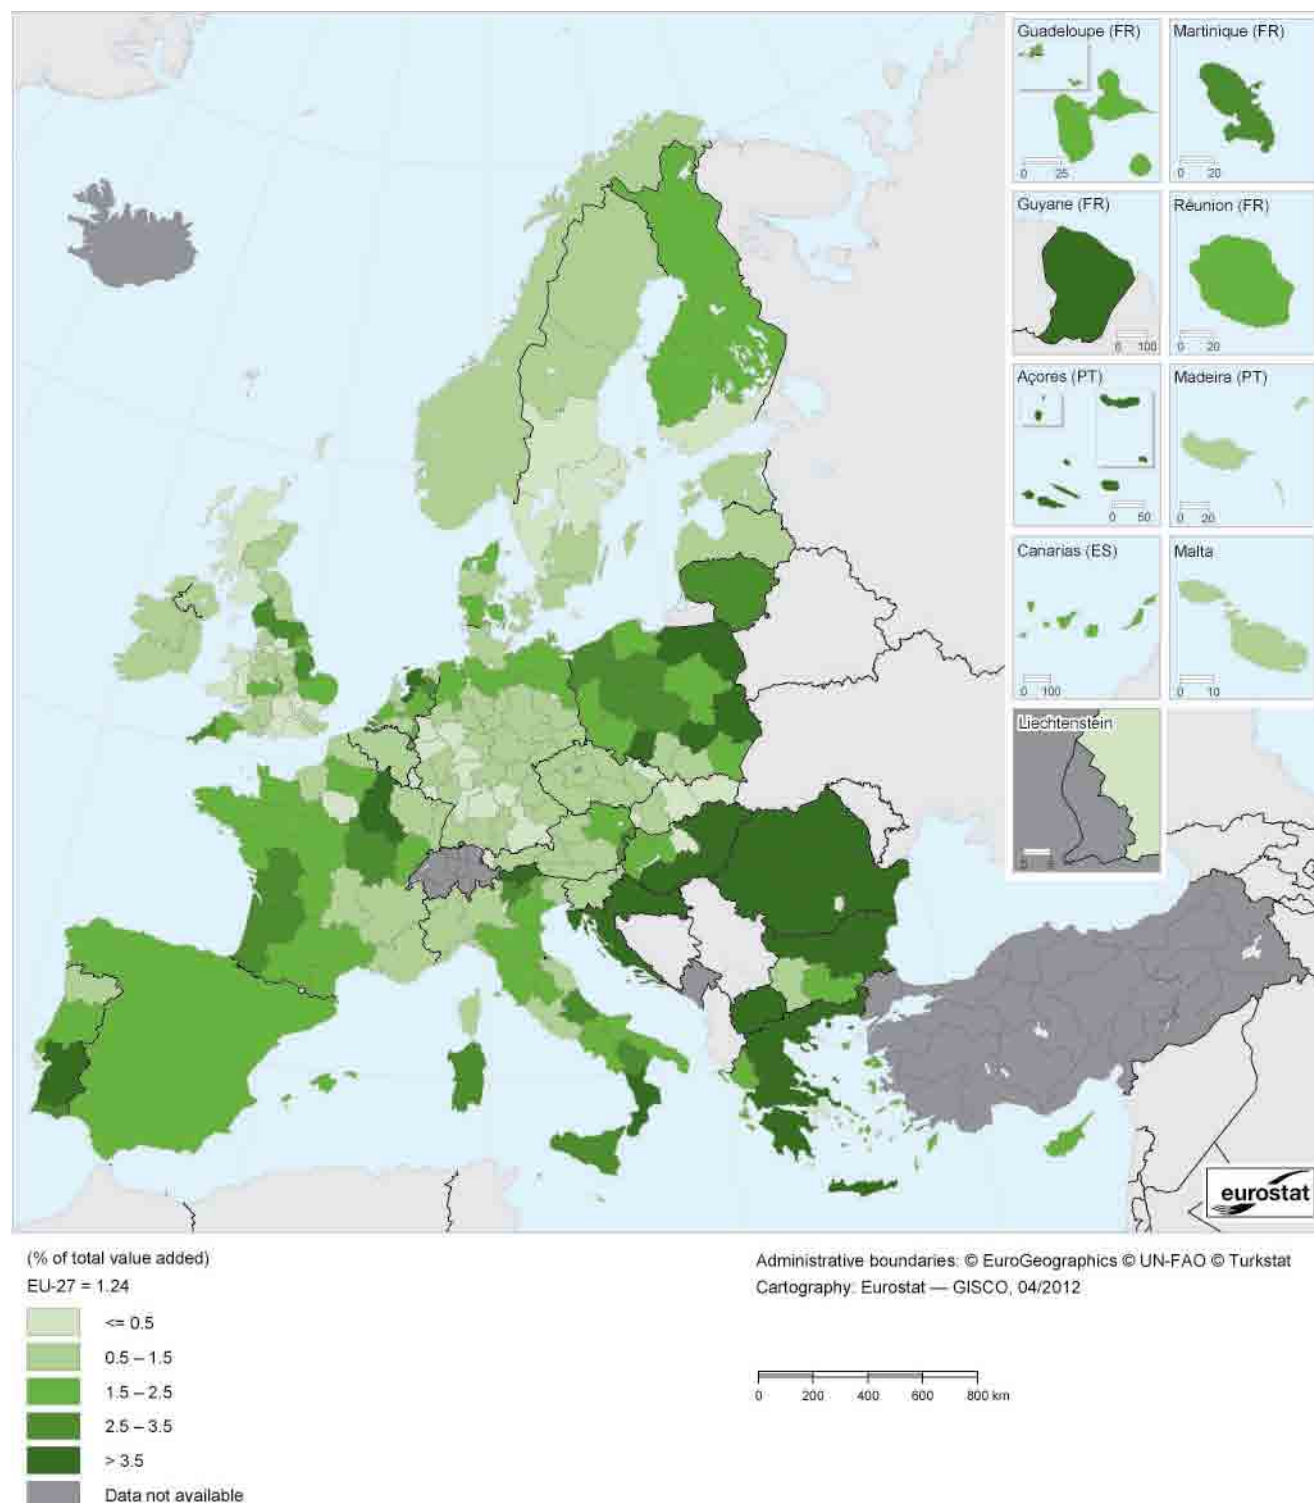 Guadeloupe (FR)
0 25
Martinique (FR)
0 20
Guyane (FR)
0 100
Réunion (FR)
0 20
Açores (PT)
0 50
Madeira (PT)
0 20
Canarias (ES)
0 100
Malta
0 10
Liechtenstein
eurostat
(% of total value added)
EU-27 = 1.24
<= 0.5
0.5 – 1.5
1.5 – 2.5
2.5 – 3.5
> 3.5
Data not available
Administrative boundaries: © EuroGeographics © UN-FAO © Turkstat
Cartography: Eurostat — GISCO, 04/2012
0 200 400 600 800 km